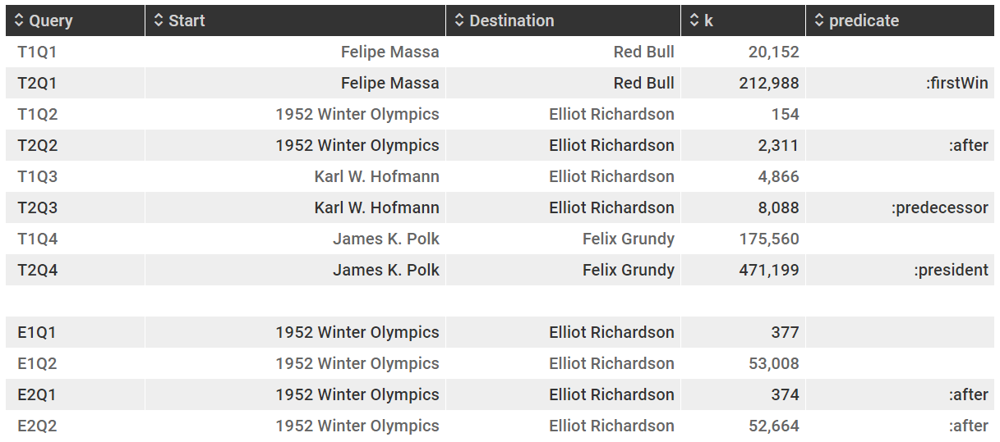 Query Start Destination k predicate
T1Q1 Felipe Massa Red Bull 20,152
T2Q1 Felipe Massa Red Bull 212,988 :firstWin
T1Q2 1952 Winter Olympics Elliot Richardson 154
T2Q2 1952 Winter Olympics Elliot Richardson 2,311 :after
T1Q3 Karl W. Hofmann Elliot Richardson 4,866
T2Q3 Karl W. Hofmann Elliot Richardson 8,088 :predecessor
T1Q4 James K. Polk Felix Grundy 175,560
T2Q4 James K. Polk Felix Grundy 471,199 :president
E1Q1 1952 Winter Olympics Elliot Richardson 377
E1Q2 1952 Winter Olympics Elliot Richardson 53,008
E2Q1 1952 Winter Olympics Elliot Richardson 374 :after
E2Q2 1952 Winter Olympics Elliot Richardson 52,664 :after